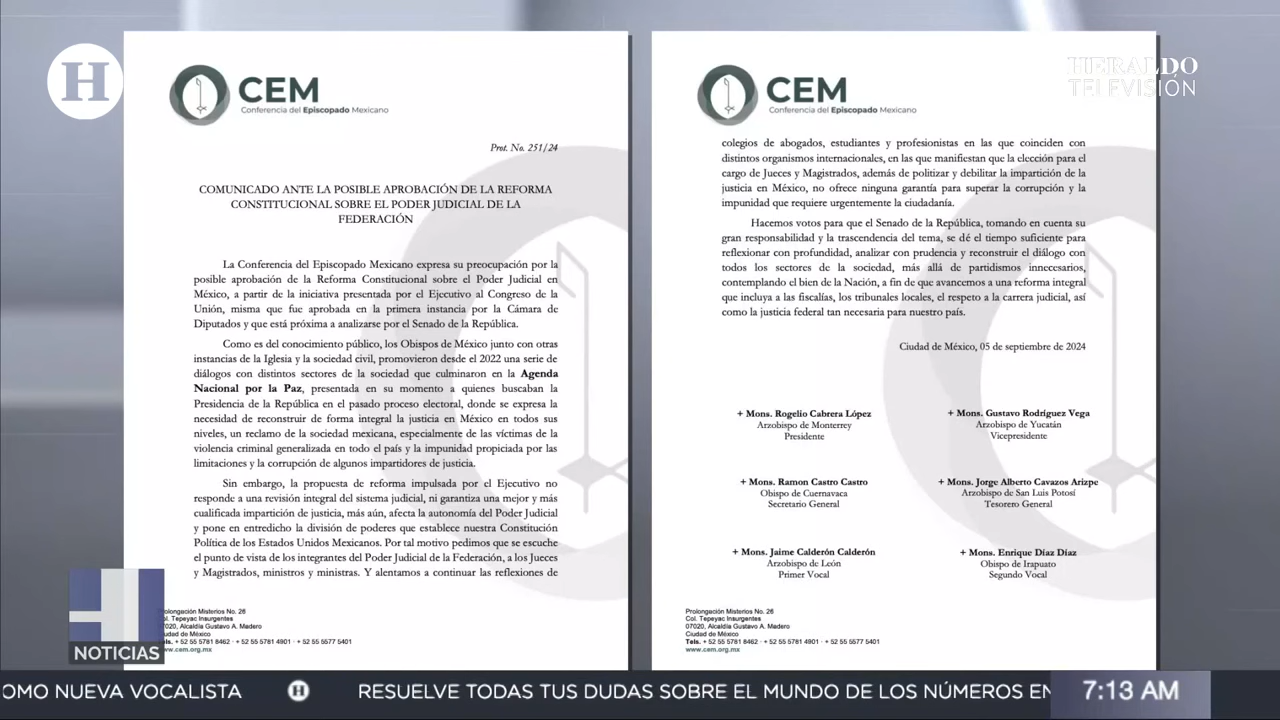 H
HERALDO
TELEVISIÓN
CEM
Conferencia del Episcopado Mexicano
Prot. No. 251/24
COMUNICADO ANTE LA POSIBLE APROBACIÓN DE LA REFORMA
CONSTITUCIONAL SOBRE EL PODER JUDICIAL DE LA
FEDERACIÓN
La Conferencia del Episcopado Mexicano expresa su preocupación por la
posible aprobación de la Reforma Constitucional sobre el Poder Judicial en
México, a partir de la iniciativa presentada por el Ejecutivo al Congreso de la
Unión, misma que fue aprobada en la primera instancia por la Cámara de
Diputados y que está próxima a analizarse por el Senado de la República.
Como es del conocimiento público, los Obispos de México junto con otras
instancias de la Iglesia y la sociedad civil, promovieron desde el 2022 una serie de
diálogos con distintos sectores de la sociedad que culminaron en la Agenda
Nacional por la Paz, presentada en su momento a quienes buscaban la
Presidencia de la República en el pasado proceso electoral, donde se expresa la
necesidad de reconstruir de forma integral la justicia en México en todos sus
niveles, un reclamo de la sociedad mexicana, especialmente de las víctimas de la
violencia criminal generalizada en todo el país y la impunidad propiciada por las
limitaciones y la corrupción de algunos impartidores de justicia.
Sin embargo, la propuesta de reforma impulsada por el Ejecutivo no
responde a una revisión integral del sistema judicial, ni garantiza una mejor y más
cualificada impartición de justicia, más aún, afecta la autonomía del Poder Judicial
y pone en entredicho la división de poderes que establece nuestra Constitución
Política de los Estados Unidos Mexicanos. Por tal motivo pedimos que se escuche
el punto de vista de los integrantes del Poder Judicial de la Federación, a los Jueces
y Magistrados, ministros y ministras. Y alentamos a continuar las reflexiones de
Prolongación Misterios No. 26
Col. Tepeyac Insurgentes
07020, Alcaldía Gustavo A. Madero
Ciudad de México
Tels. + 52 55 5781 8462 · + 52 55 5781 4901 · + 52 55 5577 5401
www.cem.org.mx
CEM
Conferencia del Episcopado Mexicano
colegios de abogados, estudiantes y profesionistas en las que coinciden con
distintos organismos internacionales, en las que manifiestan que la elección para el
cargo de Jueces y Magistrados, además de politizar y debilitar la impartición de la
justicia en México, no ofrece ninguna garantía para superar la corrupción y la
impunidad que requiere urgentemente la ciudadanía.
Hacemos votos para que el Senado de la República, tomando en cuenta su
gran responsabilidad y la trascendencia del tema, se dé el tiempo suficiente para
reflexionar con profundidad, analizar con prudencia y reconstruir el diálogo con
todos los sectores de la sociedad, más allá de partidismos innecesarios,
contemplando el bien de la Nación, a fin de que avancemos a una reforma integral
que incluya a las fiscalías, los tribunales locales, el respeto a la carrera judicial, así
como la justicia federal tan necesaria para nuestro país.
Ciudad de México, 05 de septiembre de 2024
+ Mons. Rogelio Cabrera López
Arzobispo de Monterrey
Presidente
+ Mons. Gustavo Rodríguez Vega
Arzobispo de Yucatán
Vicepresidente
+ Mons. Ramon Castro Castro
Obispo de Cuernavaca
Secretario General
+ Mons. Jorge Alberto Cavazos Arizpe
Arzobispo de San Luis Potosí
Tesorero General
+ Mons. Jaime Calderón Calderón
Arzobispo de León
Primer Vocal
+ Mons. Enrique Díaz Díaz
Obispo de Irapuato
Segundo Vocal
Prolongación Misterios No. 26
Col. Tepeyac Insurgentes
07020, Alcaldía Gustavo A. Madero
Ciudad de México
Tels. + 52 55 5781 8462 · + 52 55 5781 4901 · + 52 55 5577 5401
www.cem.org.mx
NOTICIAS
OMO NUEVA VOCALISTA H RESUELVE TODAS TUS DUDAS SOBRE EL MUNDO DE LOS NÚMEROS EN
7:13 AM